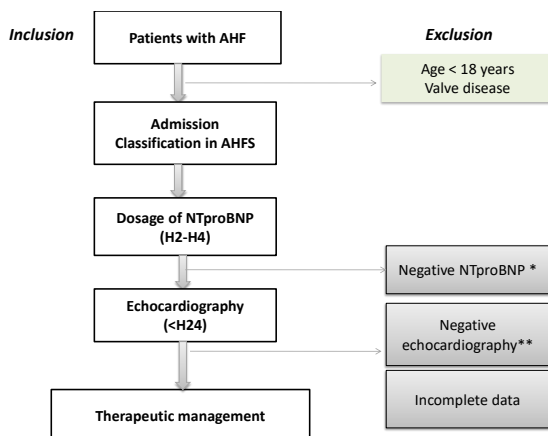 Inclusion
Exclusion
Patients with AHF
Age < 18 years
Valve disease
Admission
Classification in AHFS
Dosage of NTproBNP
(H2-H4)
Negative NTproBNP *
Echocardiography
(<H24)
Negative
echocardiography**
Incomplete data
Therapeutic management